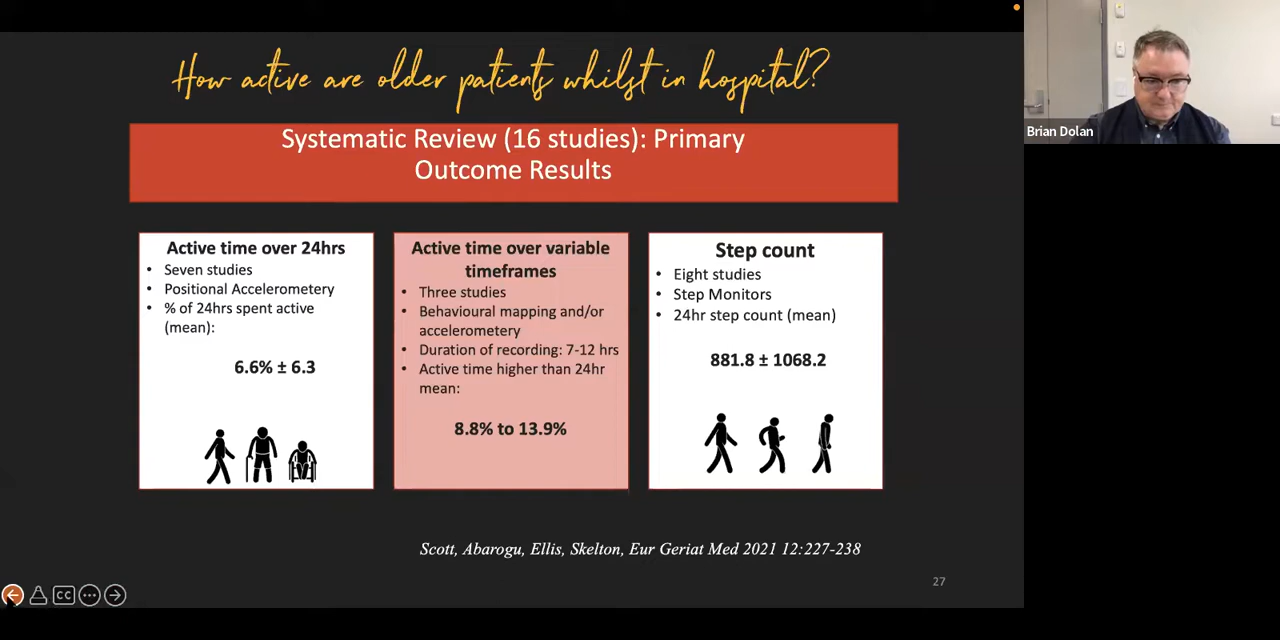 How active are older patients whilst in hospital?
Brian Dolan
Systematic Review (16 studies): Primary
Outcome Results
Active time over 24hrs
• Seven studies
• Positional Accelerometery
• % of 24hrs spent active
(mean):
6.6% ± 6.3
Active time over variable
timeframes
• Three studies
• Behavioural mapping and/or
accelerometery
• Duration of recording: 7-12 hrs
• Active time higher than 24hr
mean:
8.8% to 13.9%
Step count
• Eight studies
• Step Monitors
• 24hr step count (mean)
881.8 ± 1068.2
Scott, Abarogu, Ellis, Skelton, Eur Geriat Med 2021 12:227-238
27
CC